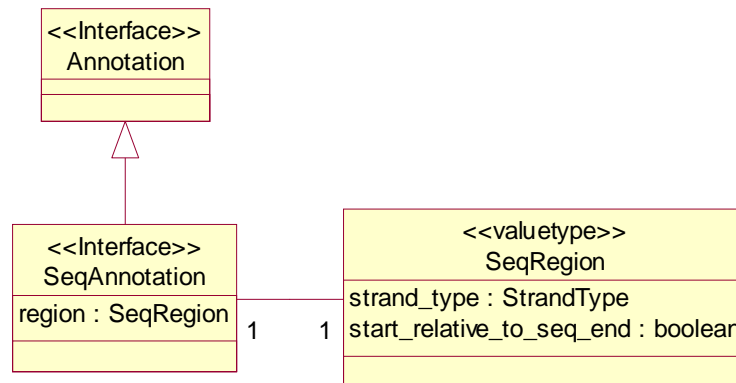 <<Interface>>
Annotation
<<Interface>>
SeqAnnotation
region : SeqRegion
1
1
<<valuetype>>
SeqRegion
strand_type : StrandType
start_relative_to_seq_end : boolean